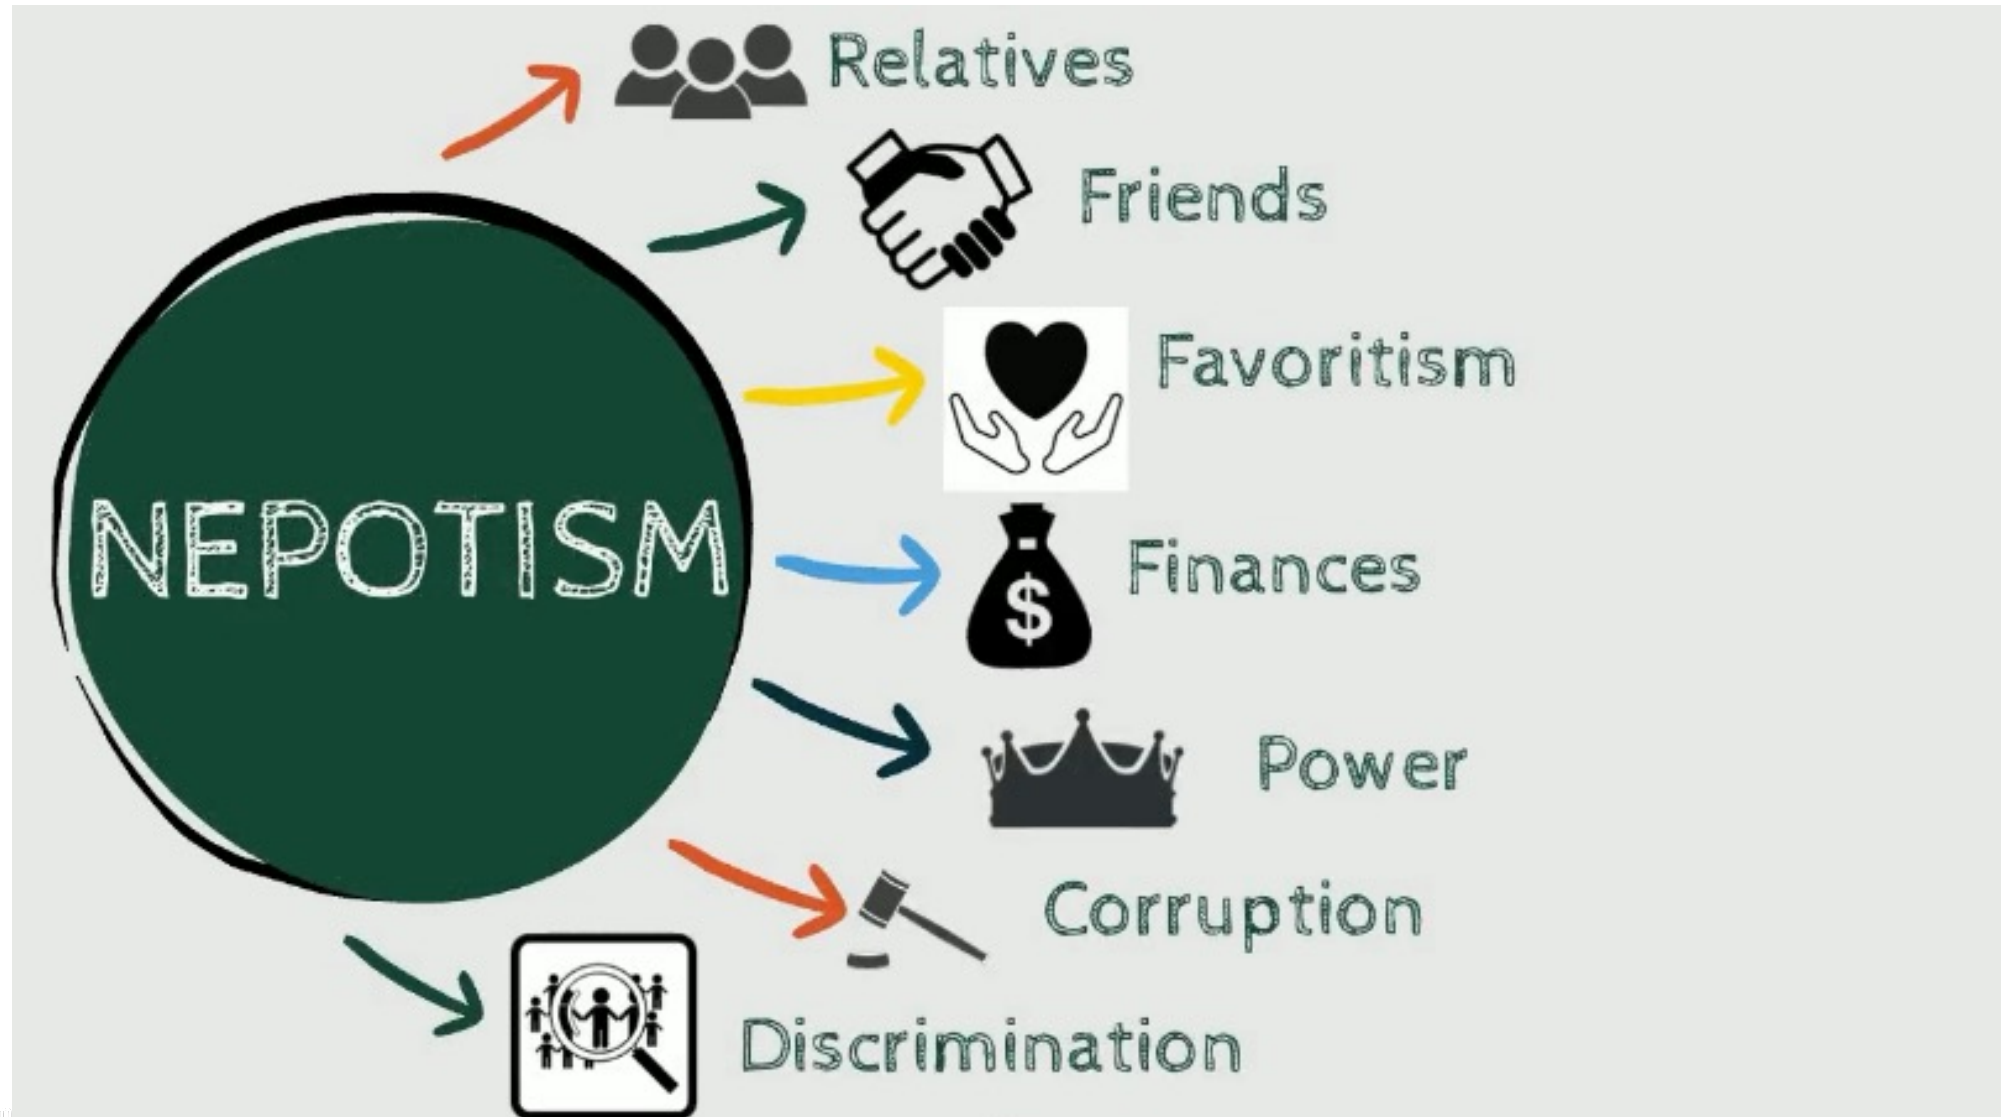 Relatives
Friends
Favoritism
NEPOTISM
$
Finances
Power
Corruption
Discrimination